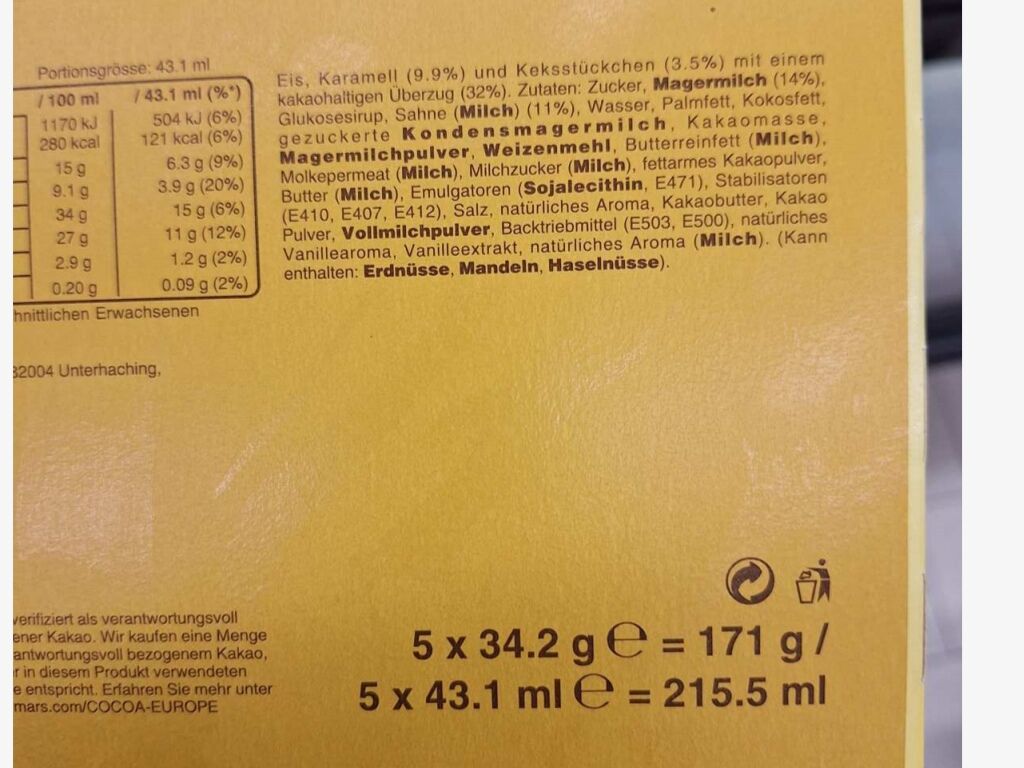 Portionsgrösse: 43.1 ml
/ 100 ml / 43.1 ml (%*)
1170 kJ 504 kJ (6%)
280 kcal 121 kcal (6%)
15 g 6.3 g (9%)
9.1 g 3.9 g (20%)
34 g 15 g (6%)
27 g 11 g (12%)
2.9 g 1.2 g (2%)
0.20 g 0.09 g (2%)
hnittlichen Erwachsenen
32004 Unterhaching,
Eis, Karamell (9.9%) und Keksstückchen (3.5%) mit einem
kakaohaltigen Überzug (32%). Zutaten: Zucker, Magermilch (14%),
Glukosesirup, Sahne (Milch) (11%), Wasser, Palmfett, Kokosfett,
gezuckerte Kondensmagermilch, Kakaomasse,
Magermilchpulver, Weizenmehl, Butterreinfett (Milch),
Molkepermeat (Milch), Milchzucker (Milch), fettarmes Kakaopulver,
Butter (Milch), Emulgatoren (Sojalecithin, E471), Stabilisatoren
(E410, E407, E412), Salz, natürliches Aroma, Kakaobutter, Kakao
Pulver, Vollmilchpulver, Backtriebmittel (E503, E500), natürliches
Vanillearoma, Vanilleextrakt, natürliches Aroma (Milch). (Kann
enthalten: Erdnüsse, Mandeln, Haselnüsse).
verifiziert als verantwortungsvoll
ener Kakao. Wir kaufen eine Menge
antwortungsvoll bezogenem Kakao,
r in diesem Produkt verwendeten
e entspricht. Erfahren Sie mehr unter
mars.com/COCOA-EUROPE
5 x 34.2 g ℮ = 171 g /
5 x 43.1 ml ℮ = 215.5 ml